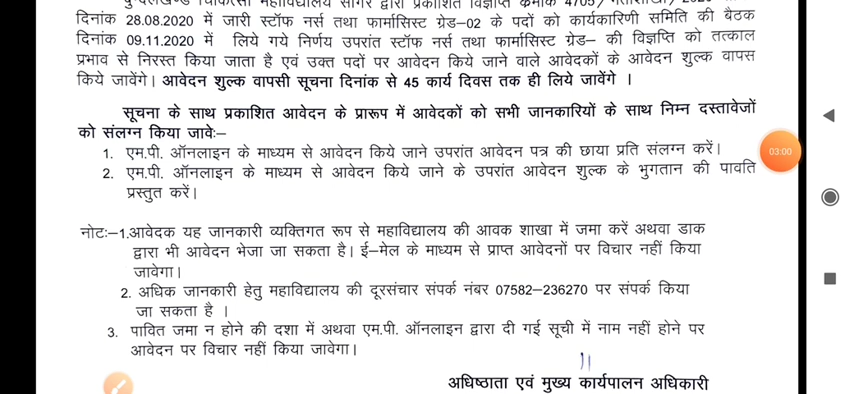 चिकित्सा महाविद्यालय सागर द्वारा प्रकाशित विज्ञप्ति क्रमांक 4705/
दिनांक 28.08.2020 में जारी स्टॉफ नर्स तथा फार्मासिस्ट ग्रेड–02 के पदों को कार्यकारिणी समिति की बैठक
दिनांक 09.11.2020 में लिये गये निर्णय उपरांत स्टॉफ नर्स तथा फार्मासिस्ट ग्रेड– की विज्ञप्ति को तत्काल
प्रभाव से निरस्त किया जाता है एवं उक्त पदों पर आवेदन किये जाने वाले आवेदकों के आवेदन शुल्क वापस
किये जावेंगे। आवेदन शुल्क वापसी सूचना दिनांक से 45 कार्य दिवस तक ही लिये जावेंगे ।
सूचना के साथ प्रकाशित आवेदन के प्रारूप में आवेदकों को सभी जानकारियों के साथ निम्न दस्तावेजों
को संलग्न किया जावेः–
1. एम.पी. ऑनलाइन के माध्यम से आवेदन किये जाने उपरांत आवेदन पत्र की छाया प्रति संलग्न करें।
2. एम.पी. ऑनलाइन के माध्यम से आवेदन किये जाने के उपरांत आवेदन शुल्क के भुगतान की पावति
प्रस्तुत करें।
03:00
नोटः–1.आवेदक यह जानकारी व्यक्तिगत रूप से महाविद्यालय की आवक शाखा में जमा करें अथवा डाक
द्वारा भी आवेदन भेजा जा सकता है। ई–मेल के माध्यम से प्राप्त आवेदनों पर विचार नहीं किया
जावेगा।
2. अधिक जानकारी हेतु महाविद्यालय की दूरसंचार संपर्क नंबर 07582–236270 पर संपर्क किया
जा सकता है ।
3. पावित जमा न होने की दशा में अथवा एम.पी. ऑनलाइन द्वारा दी गई सूची में नाम नहीं होने पर
आवेदन पर विचार नहीं किया जावेगा।
अधिष्ठाता एवं मुख्य कार्यपालन अधिकारी